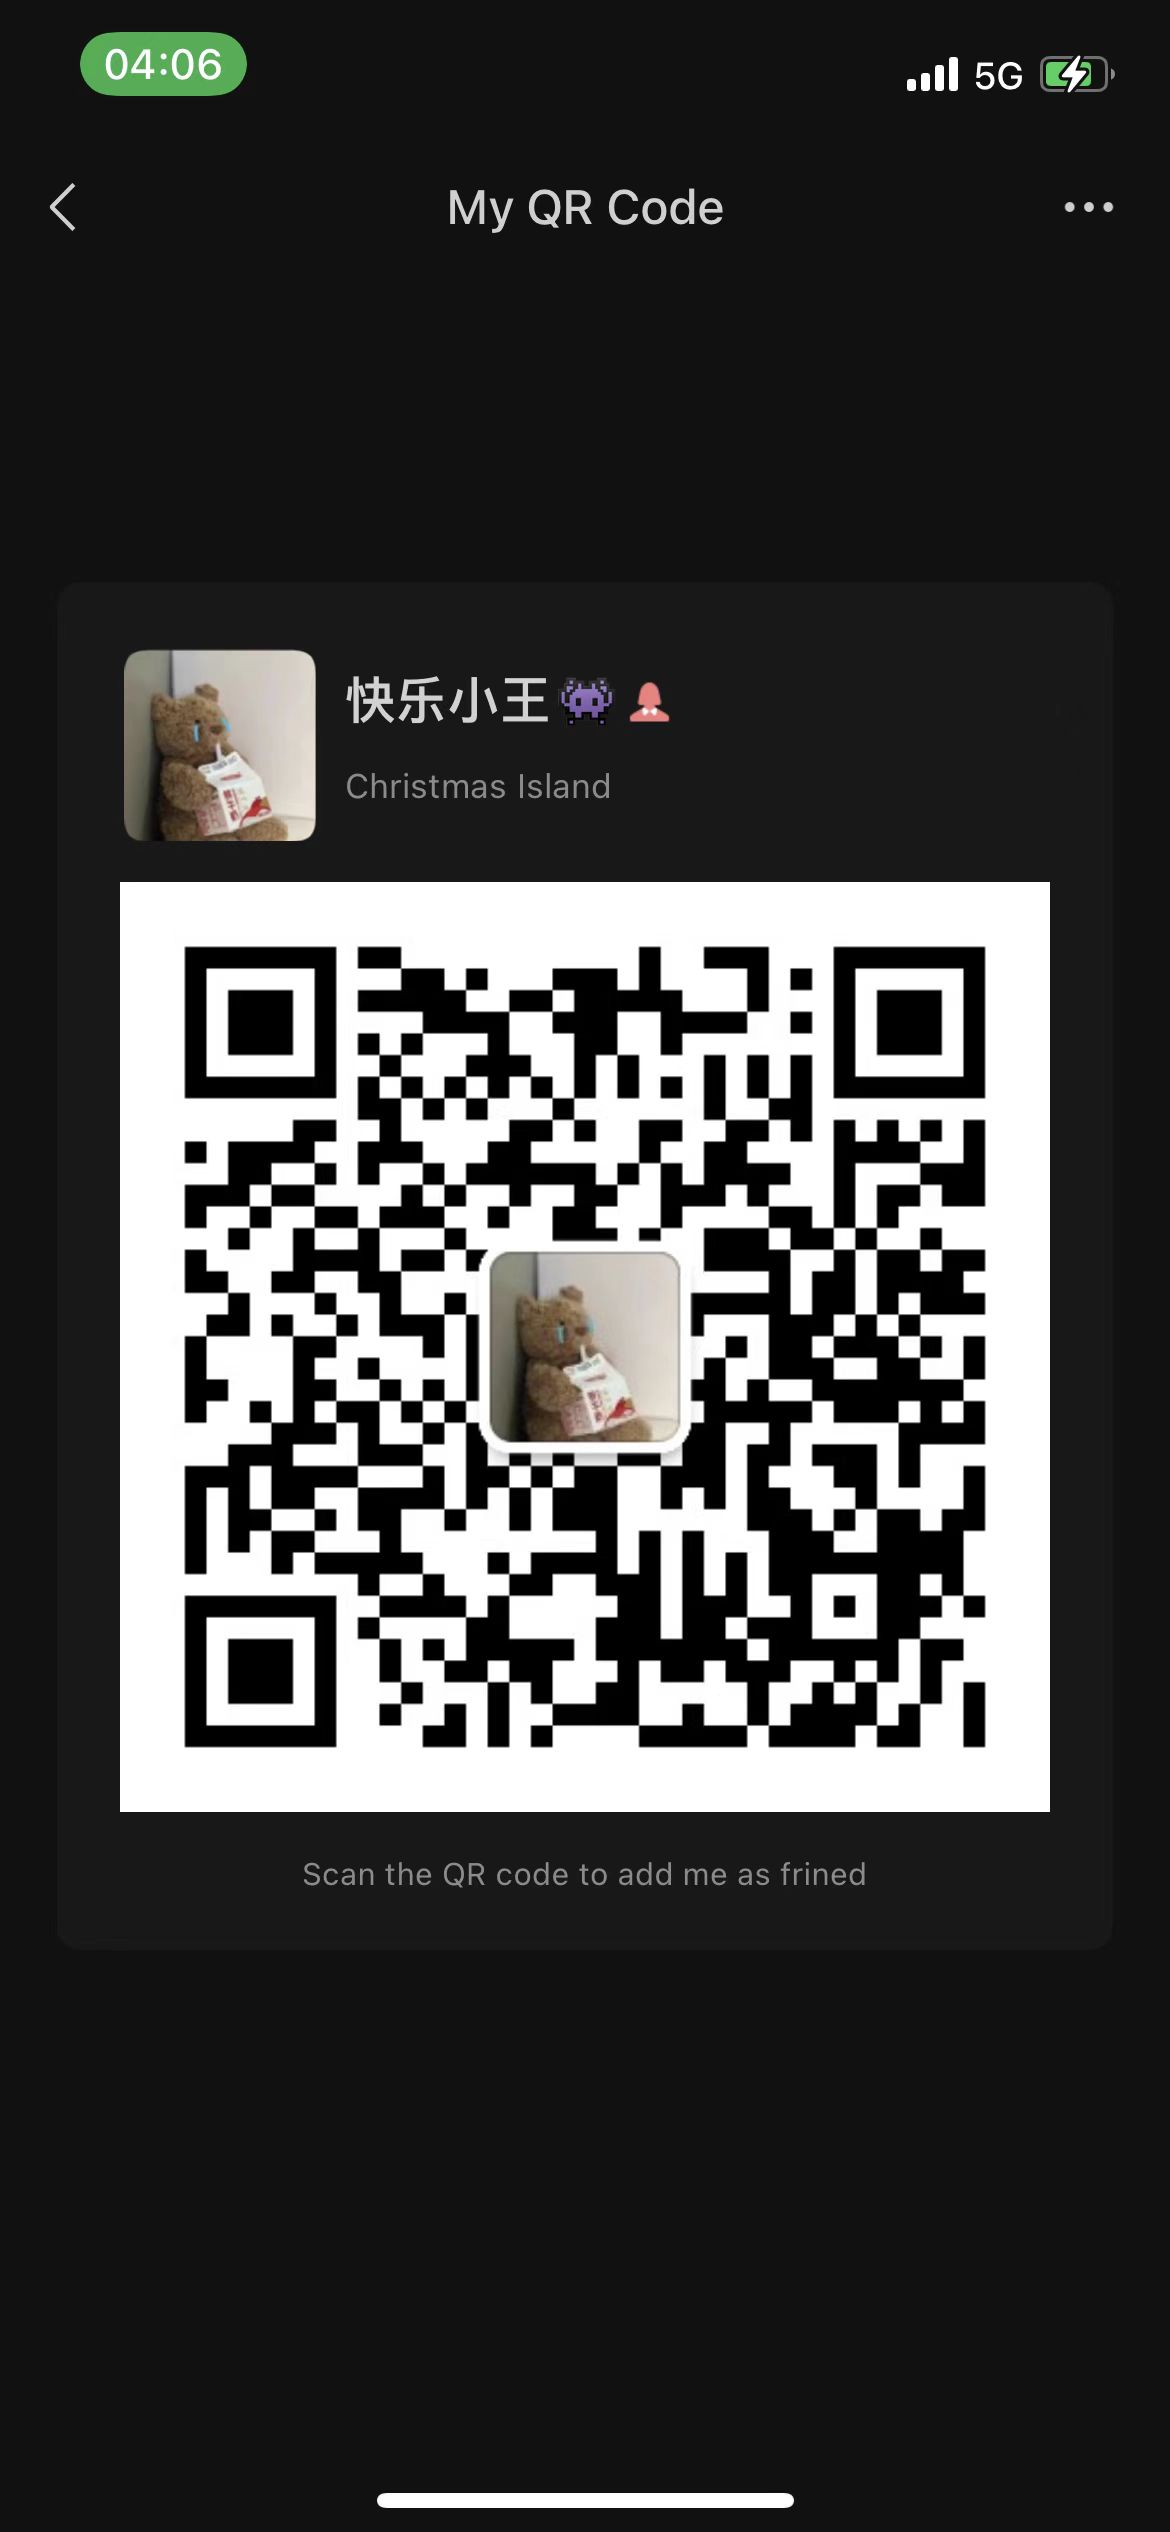 04:06
5G
My QR Code
快乐小王👾
Christmas Island
Scan the QR code to add me as frined